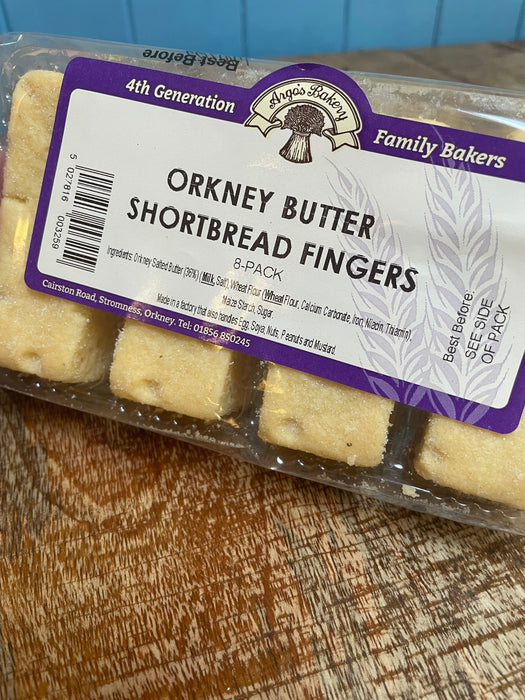 Best Before
4th Generation
Argo's Bakery
Family Bakers
ORKNEY BUTTER
SHORTBREAD FINGERS
8-PACK
Ingredients: Orkney Salted Butter (36%) (Milk, Salt), Wheat Flour (Wheat Flour, Calcium Carbonate, Iron, Niacin, Thiamin),
Maize Starch, Sugar.
Made in a factory that also handles Egg, Soya, Nuts, Peanuts and Mustard.
Cairston Road, Stromness, Orkney. Tel: 01856 850245
Best Before:
SEE SIDE
OF PACK
5 027816 003259